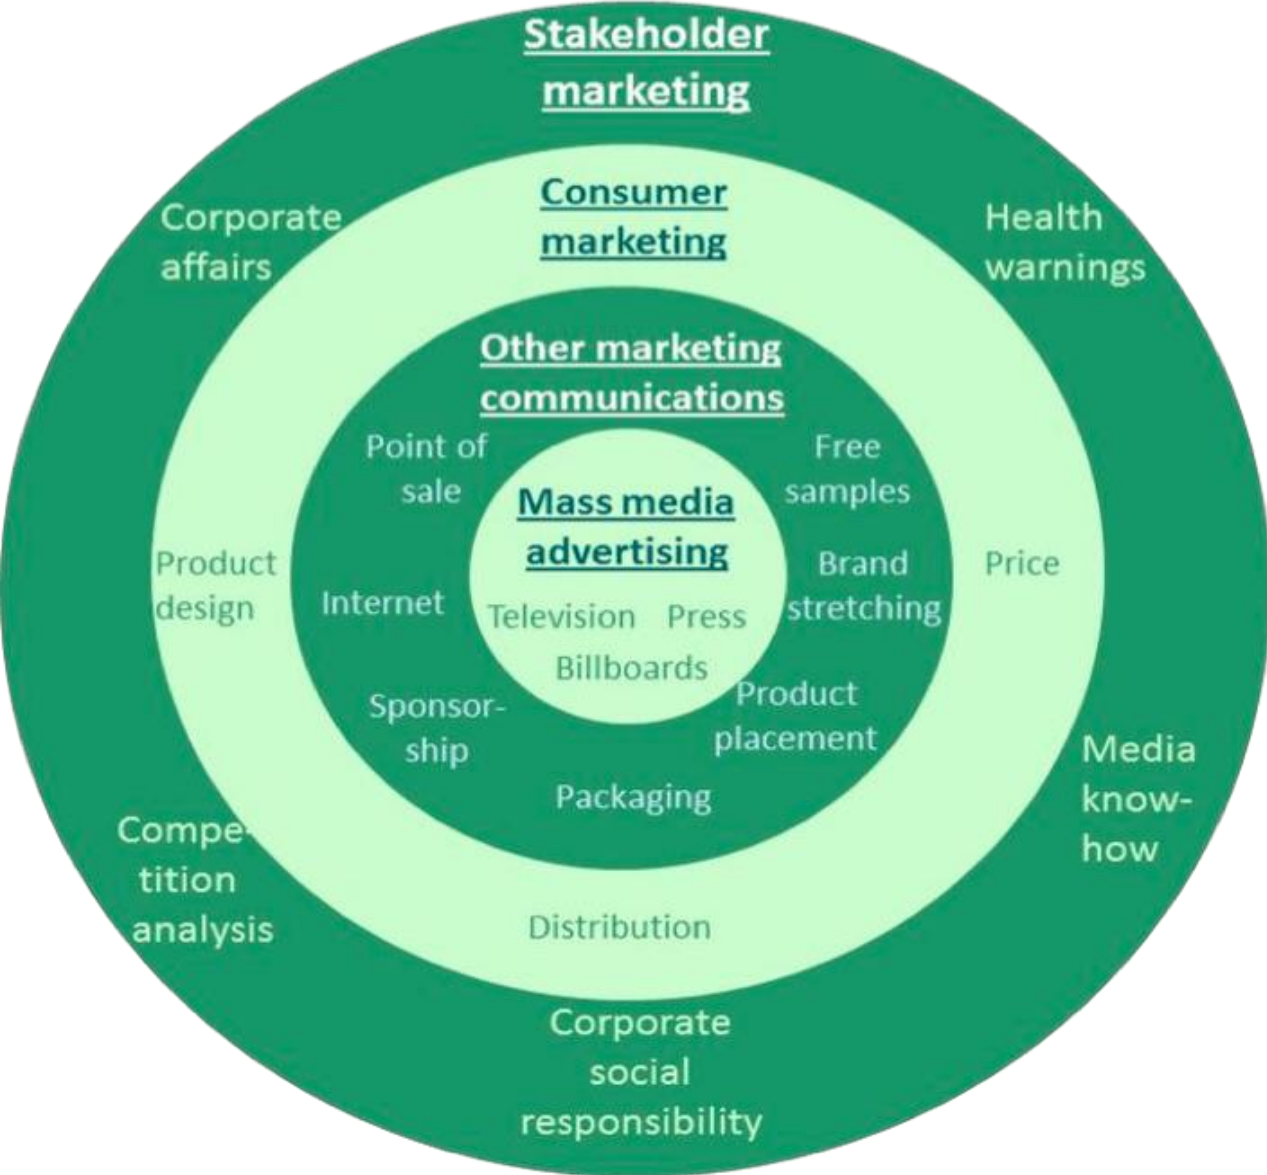 Stakeholder
marketing
Consumer
marketing
Corporate
affairs
Health
warnings
Other marketing
communications
Point of
sale
Free
samples
Mass media
advertising
Product
design
Internet
Television Press
Billboards
Brand
stretching
Price
Sponsor-
ship
Product
placement
Packaging
Media
know-
how
Compe-
tition
analysis
Distribution
Corporate
social
responsibility